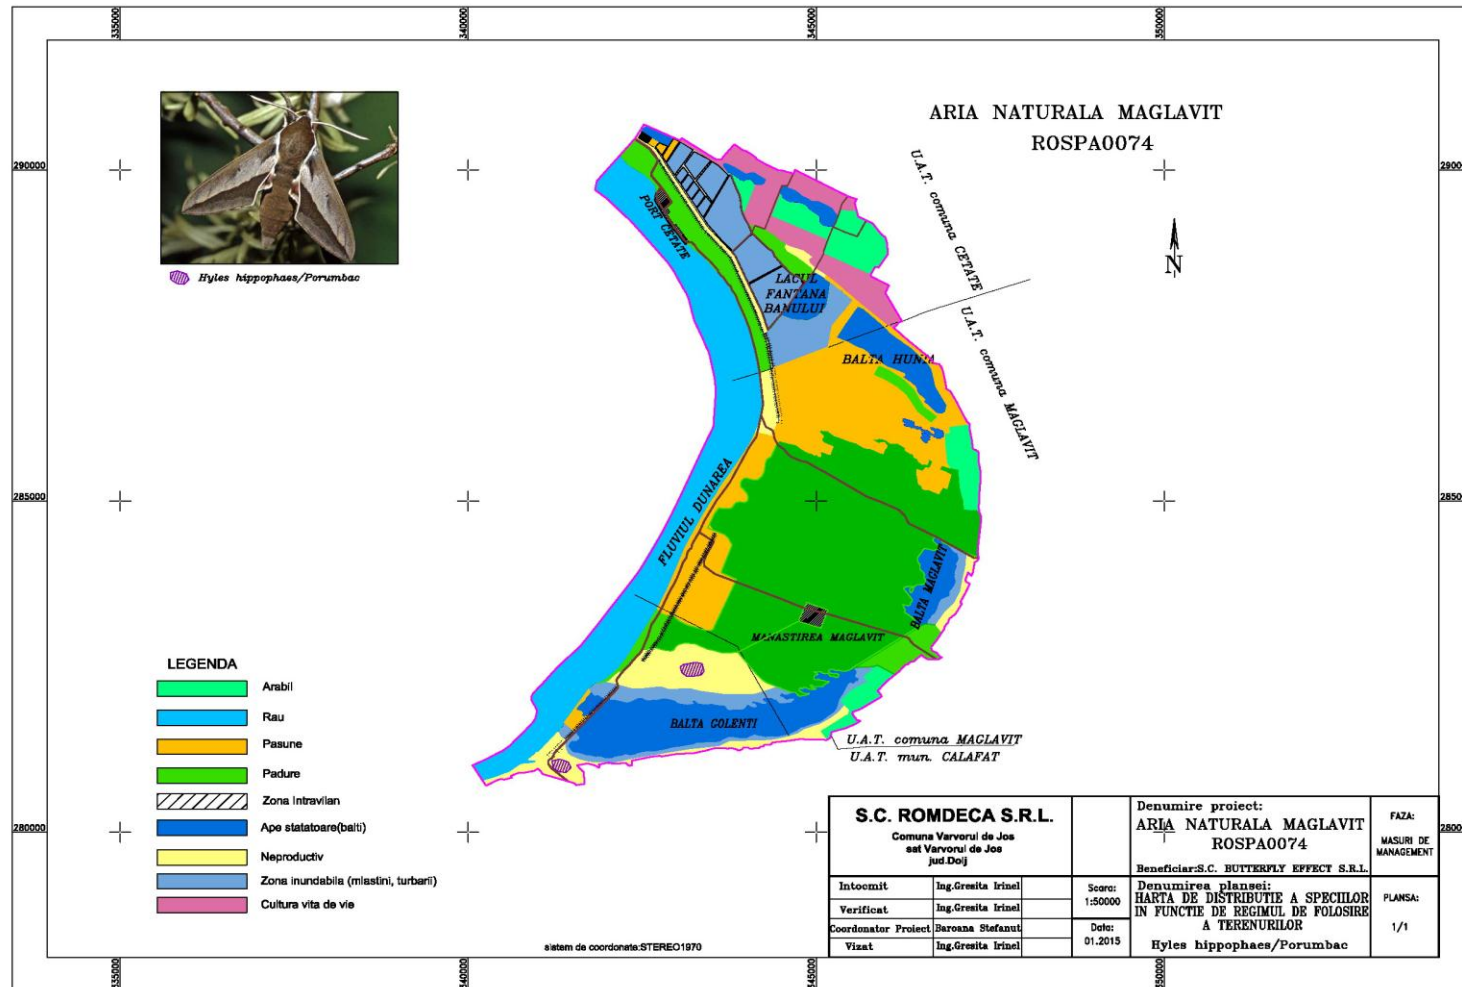 335000 340000 345000 350000
ARIA NATURALA MAGLAVIT
ROSPA0074
290000
U.A.T. comuna CETATE
U.A.T. comuna MAGLAVIT
N
Hyles hippophaes/Porumbac
PORT CETATE
LACUL
FANTANA
BANULUI
BALTA HUNIA
285000
FLUVIUL DUNAREA
BALTA MAGLAVIT
MANASTIREA MAGLAVIT
BALTA GOLENTI
U.A.T. comuna MAGLAVIT
U.A.T. mun. CALAFAT
LEGENDA
Arabil
Rau
Pasune
Padure
Zona Intravilan
Ape statatoare(balti)
Neproductiv
Zona inundabila (mlastini, turbarii)
Cultura vita de vie
280000
sistem de coordonate:STEREO1970
S.C. ROMDECA S.R.L.
Comuna Varvorul de Jos
sat Varvorul de Jos
jud.Dolj
Denumire proiect:
ARIA NATURALA MAGLAVIT
ROSPA0074
Beneficiar:S.C. BUTTERFLY EFFECT S.R.L.
FAZA:
MASURI DE
MANAGEMENT
Intocmit Ing.Gresita Irinel
Verificat Ing.Gresita Irinel
Coordonator Proiect Baroana Stefanut
Vizat Ing.Gresita Irinel
Scara:
1:50000
Data:
01.2015
Denumirea plansei:
HARTA DE DISTRIBUTIE A SPECIILOR
IN FUNCTIE DE REGIMUL DE FOLOSIRE
A TERENURILOR
Hyles hippophaes/Porumbac
PLANSA:
1/1
335000 340000 345000 350000